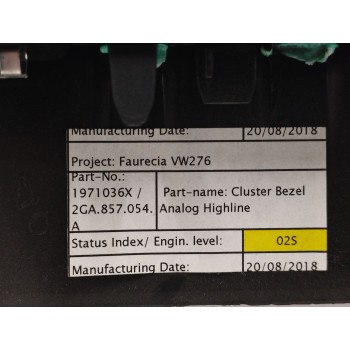 Manufacturing Date: 20/08/2018
Project: Faurecia VW276
Part-No.:
1971036X /
2GA.857.054.
A
Part-name: Cluster Bezel
Analog Highline
Status Index/ Engin. level: 02S
Manufacturing Date: 20/08/2018